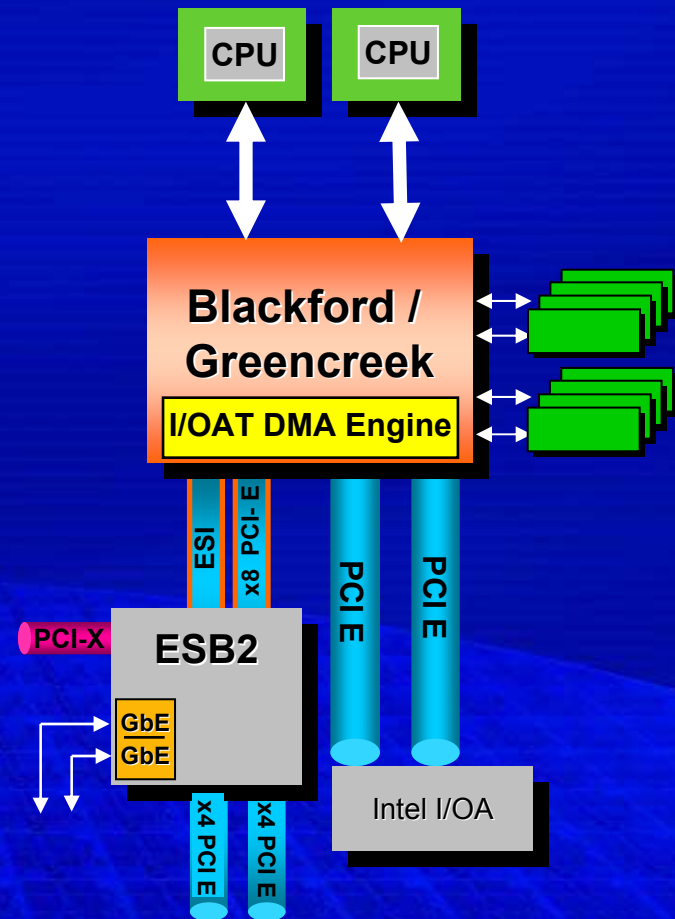 CPU
CPU
Blackford /
Greencreek
I/OAT DMA Engine
ESI
x8 PCI- E
PCI E
PCI E
PCI-X
ESB2
GbE
GbE
Intel I/OA
x4 PCI E
x4 PCI E